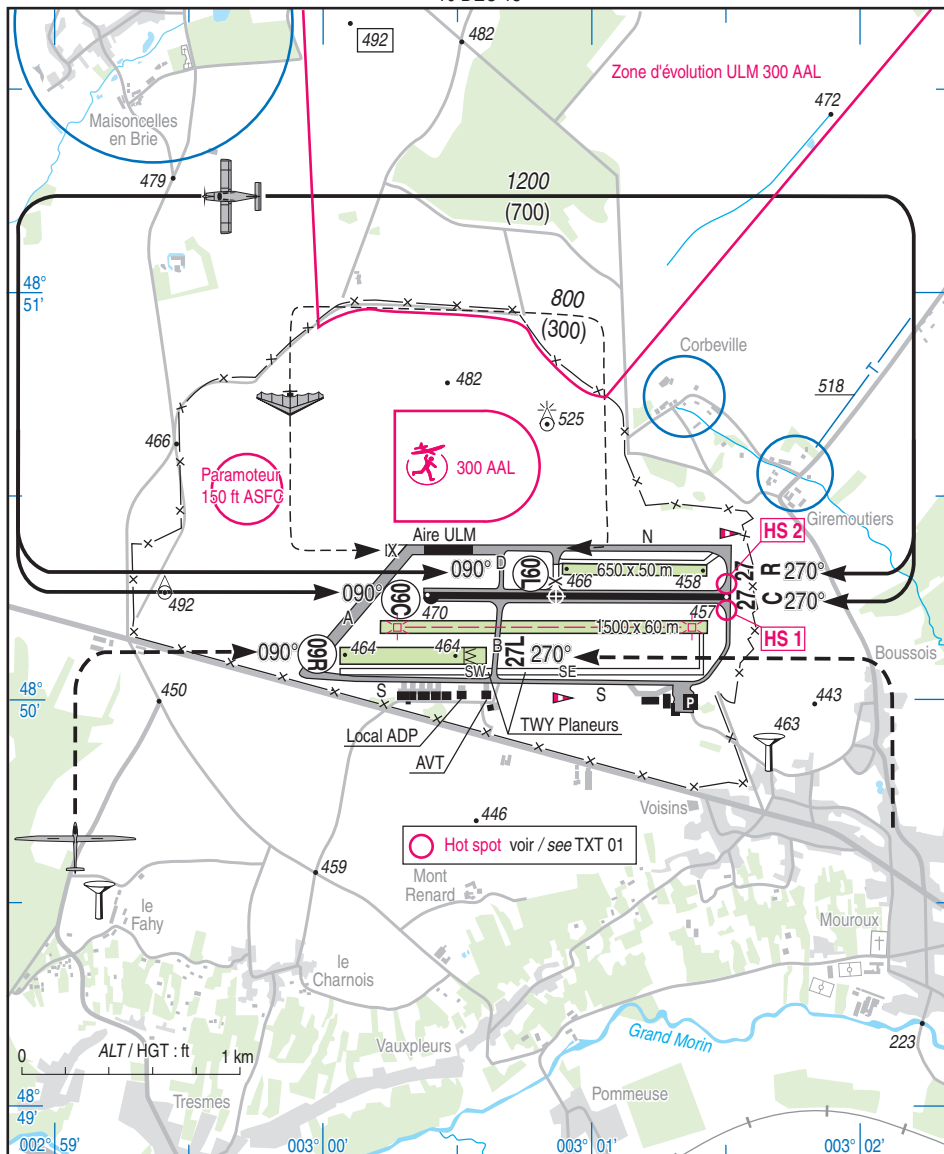 492
482
Zone d'évolution ULM 300 AAL
472
Maisoncelles
en Brie
479
1200
(700)
48°
51'
800
(300)
Corbeville
518
T
482
525
466
Paramoteur
150 ft ASFC
300 AAL
Giremoutiers
HS 2
Aire ULM
N
IX
D
09L
650 x 50 m
466
458
27
R
270°
090°
492
090°
09C
A
470
27
C
270°
457
HS 1
1500 x 60 m
090°
09R
464
464
B
27L
270°
SW
SE
Boussois
450
48°
50'
S
S
P
443
463
Local ADP
TWY Planeurs
AVT
Voisins
446
Hot spot voir / see TXT 01
459
Mont
Renard
le
Fahy
Mouroux
le
Charnois
Grand Morin
223
0
ALT / HGT : ft
1 km
Vauxpleurs
Tresmes
Pommeuse
48°
49'
002° 59'
003° 00'
003° 01'
003° 02'